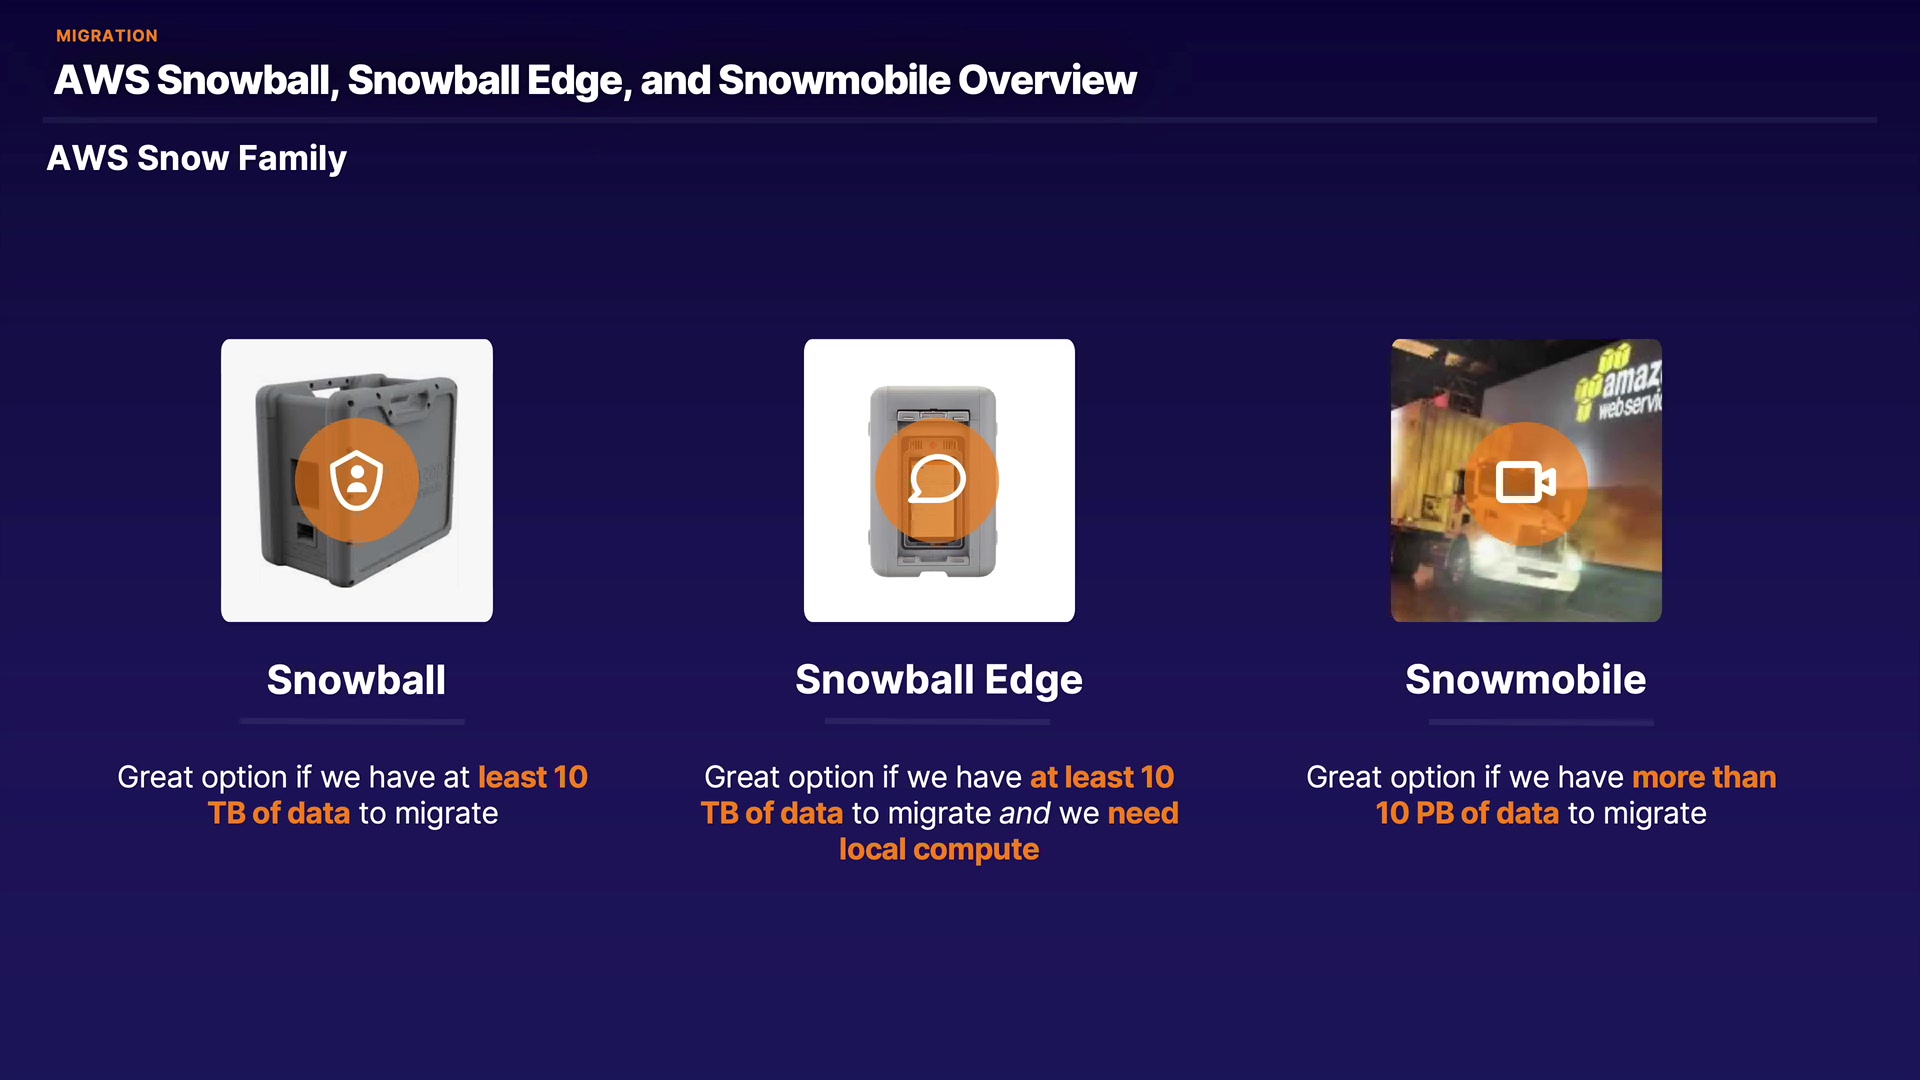 MIGRATION
AWS Snowball, Snowball Edge, and Snowmobile Overview
AWS Snow Family
amaz
webservic
Snowball
Great option if we have at least 10
TB of data to migrate
Snowball Edge
Great option if we have at least 10
TB of data to migrate and we need
local compute
Snowmobile
Great option if we have more than
10 PB of data to migrate